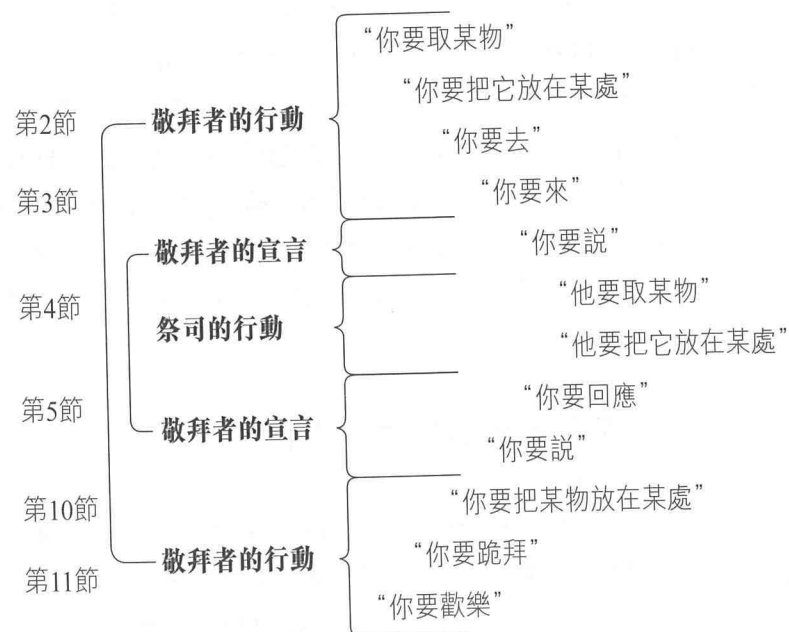 “你要取某物”
“你要把它放在某處”
第2節 敬拜者的行動
“你要去”
第3節 “你要來”
敬拜者的宣言 “你要説”
“他要取某物”
第4節 祭司的行動
“他要把它放在某處”
第5節 “你要回應”
敬拜者的宣言
“你要説”
第10節 “你要把某物放在某處”
敬拜者的行動 “你要跪拜”
第11節
“你要歡樂”